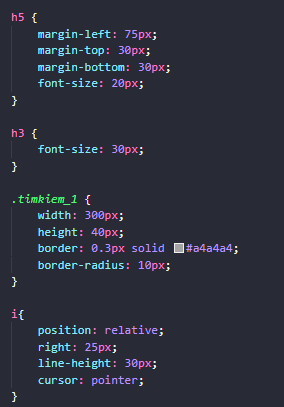 h5 {
    margin-left: 75px;
    margin-top: 30px;
    margin-bottom: 30px;
    font-size: 20px;
}
h3 {
    font-size: 30px;
}
.timkiem_1 {
    width: 300px;
    height: 40px;
    border: 0.3px solid #a4a4a4;
    border-radius: 10px;
}
i{
    position: relative;
    right: 25px;
    line-height: 30px;
    cursor: pointer;
}